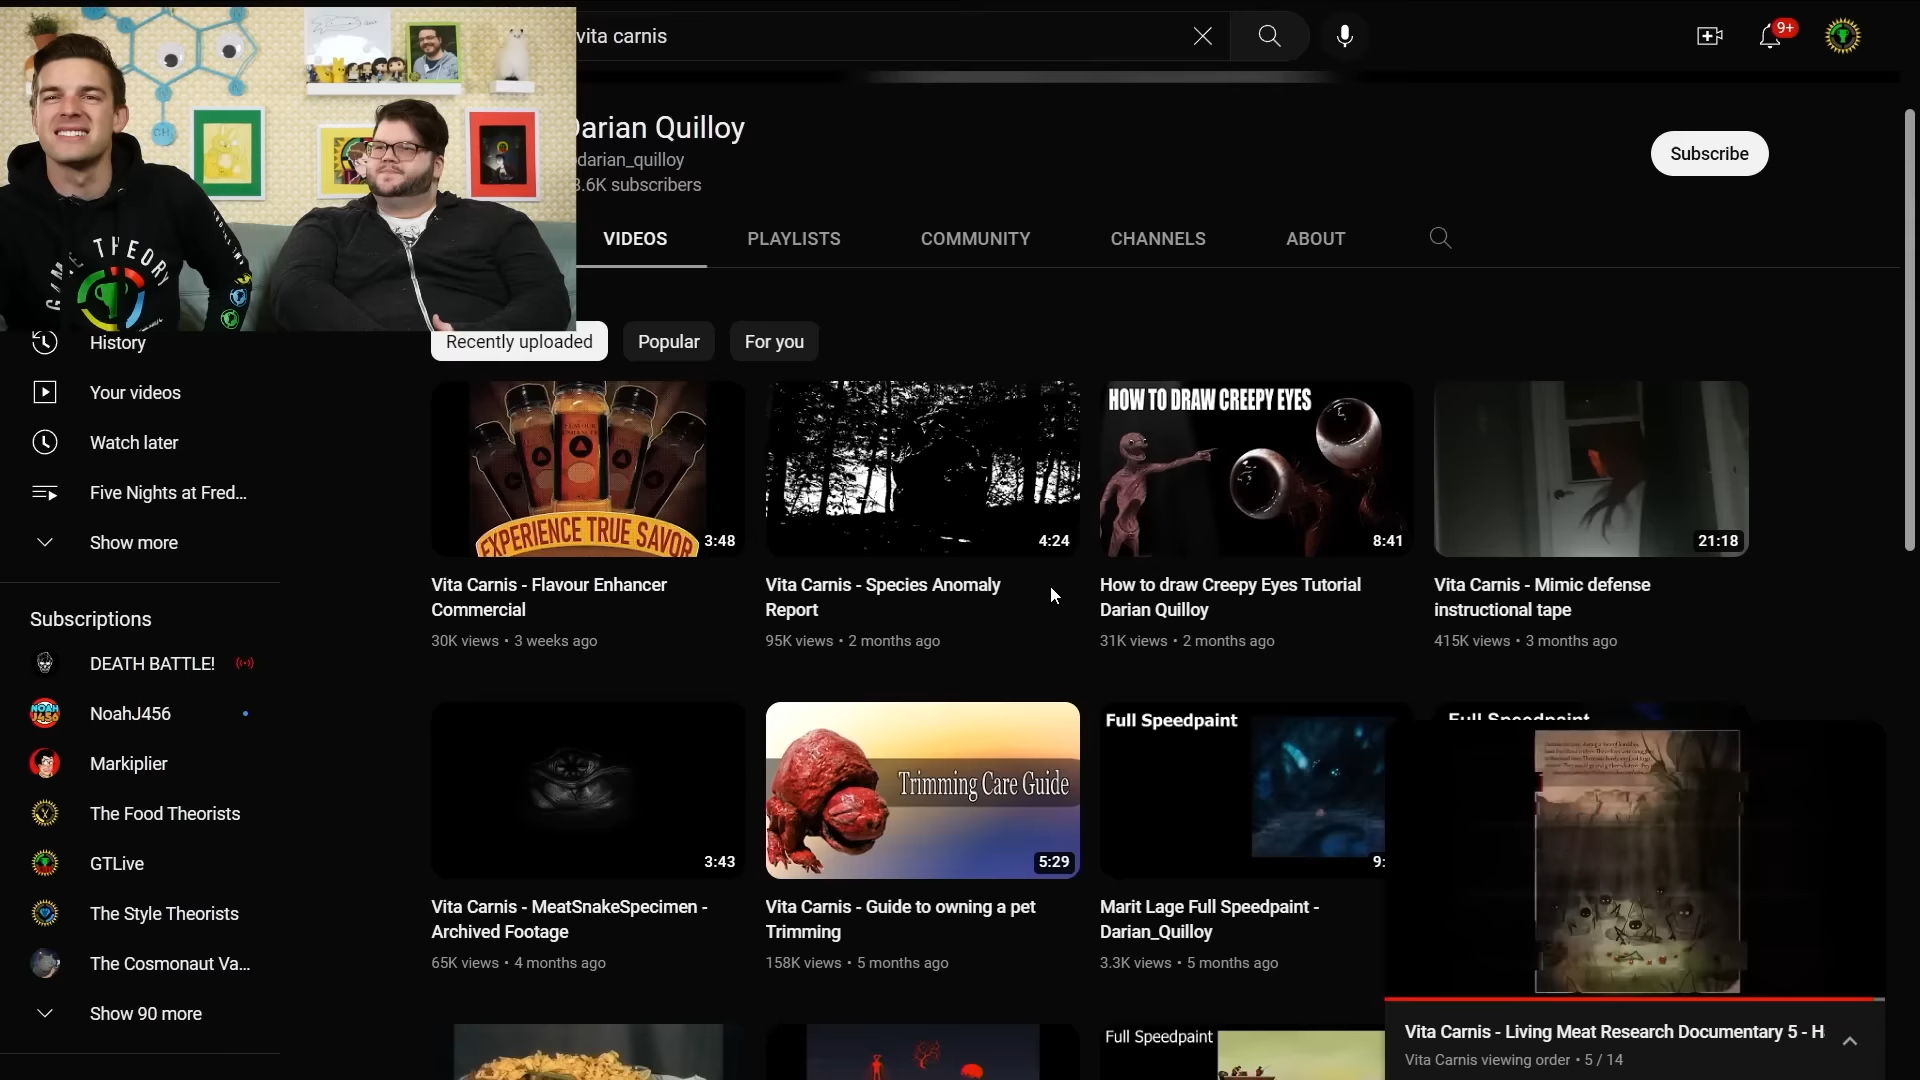 vita carnis
9+
Darian Quilloy
darian_quilloy
3.6K subscribers
Subscribe
VIDEOS
PLAYLISTS
COMMUNITY
CHANNELS
ABOUT
GAME THEORY
History
Your videos
Watch later
Five Nights at Fred...
Show more
Subscriptions
DEATH BATTLE!
NoahJ456
Markiplier
The Food Theorists
GTLive
The Style Theorists
The Cosmonaut Va...
Show 90 more
Recently uploaded
Popular
For you
EXPERIENCE TRUE SAVOR
3:48
Vita Carnis - Flavour Enhancer
Commercial
30K views • 3 weeks ago
4:24
Vita Carnis - Species Anomaly
Report
95K views • 2 months ago
HOW TO DRAW CREEPY EYES
8:41
How to draw Creepy Eyes Tutorial
Darian Quilloy
31K views • 2 months ago
21:18
Vita Carnis - Mimic defense
instructional tape
415K views • 3 months ago
3:43
Vita Carnis - MeatSnakeSpecimen -
Archived Footage
65K views • 4 months ago
Trimming Care Guide
5:29
Vita Carnis - Guide to owning a pet
Trimming
158K views • 5 months ago
Full Speedpaint
9:
Marit Lage Full Speedpaint -
Darian_Quilloy
3.3K views • 5 months ago
Full Speedpaint
Full Speedpaint
Vita Carnis - Living Meat Research Documentary 5 - H
Vita Carnis viewing order • 5 / 14